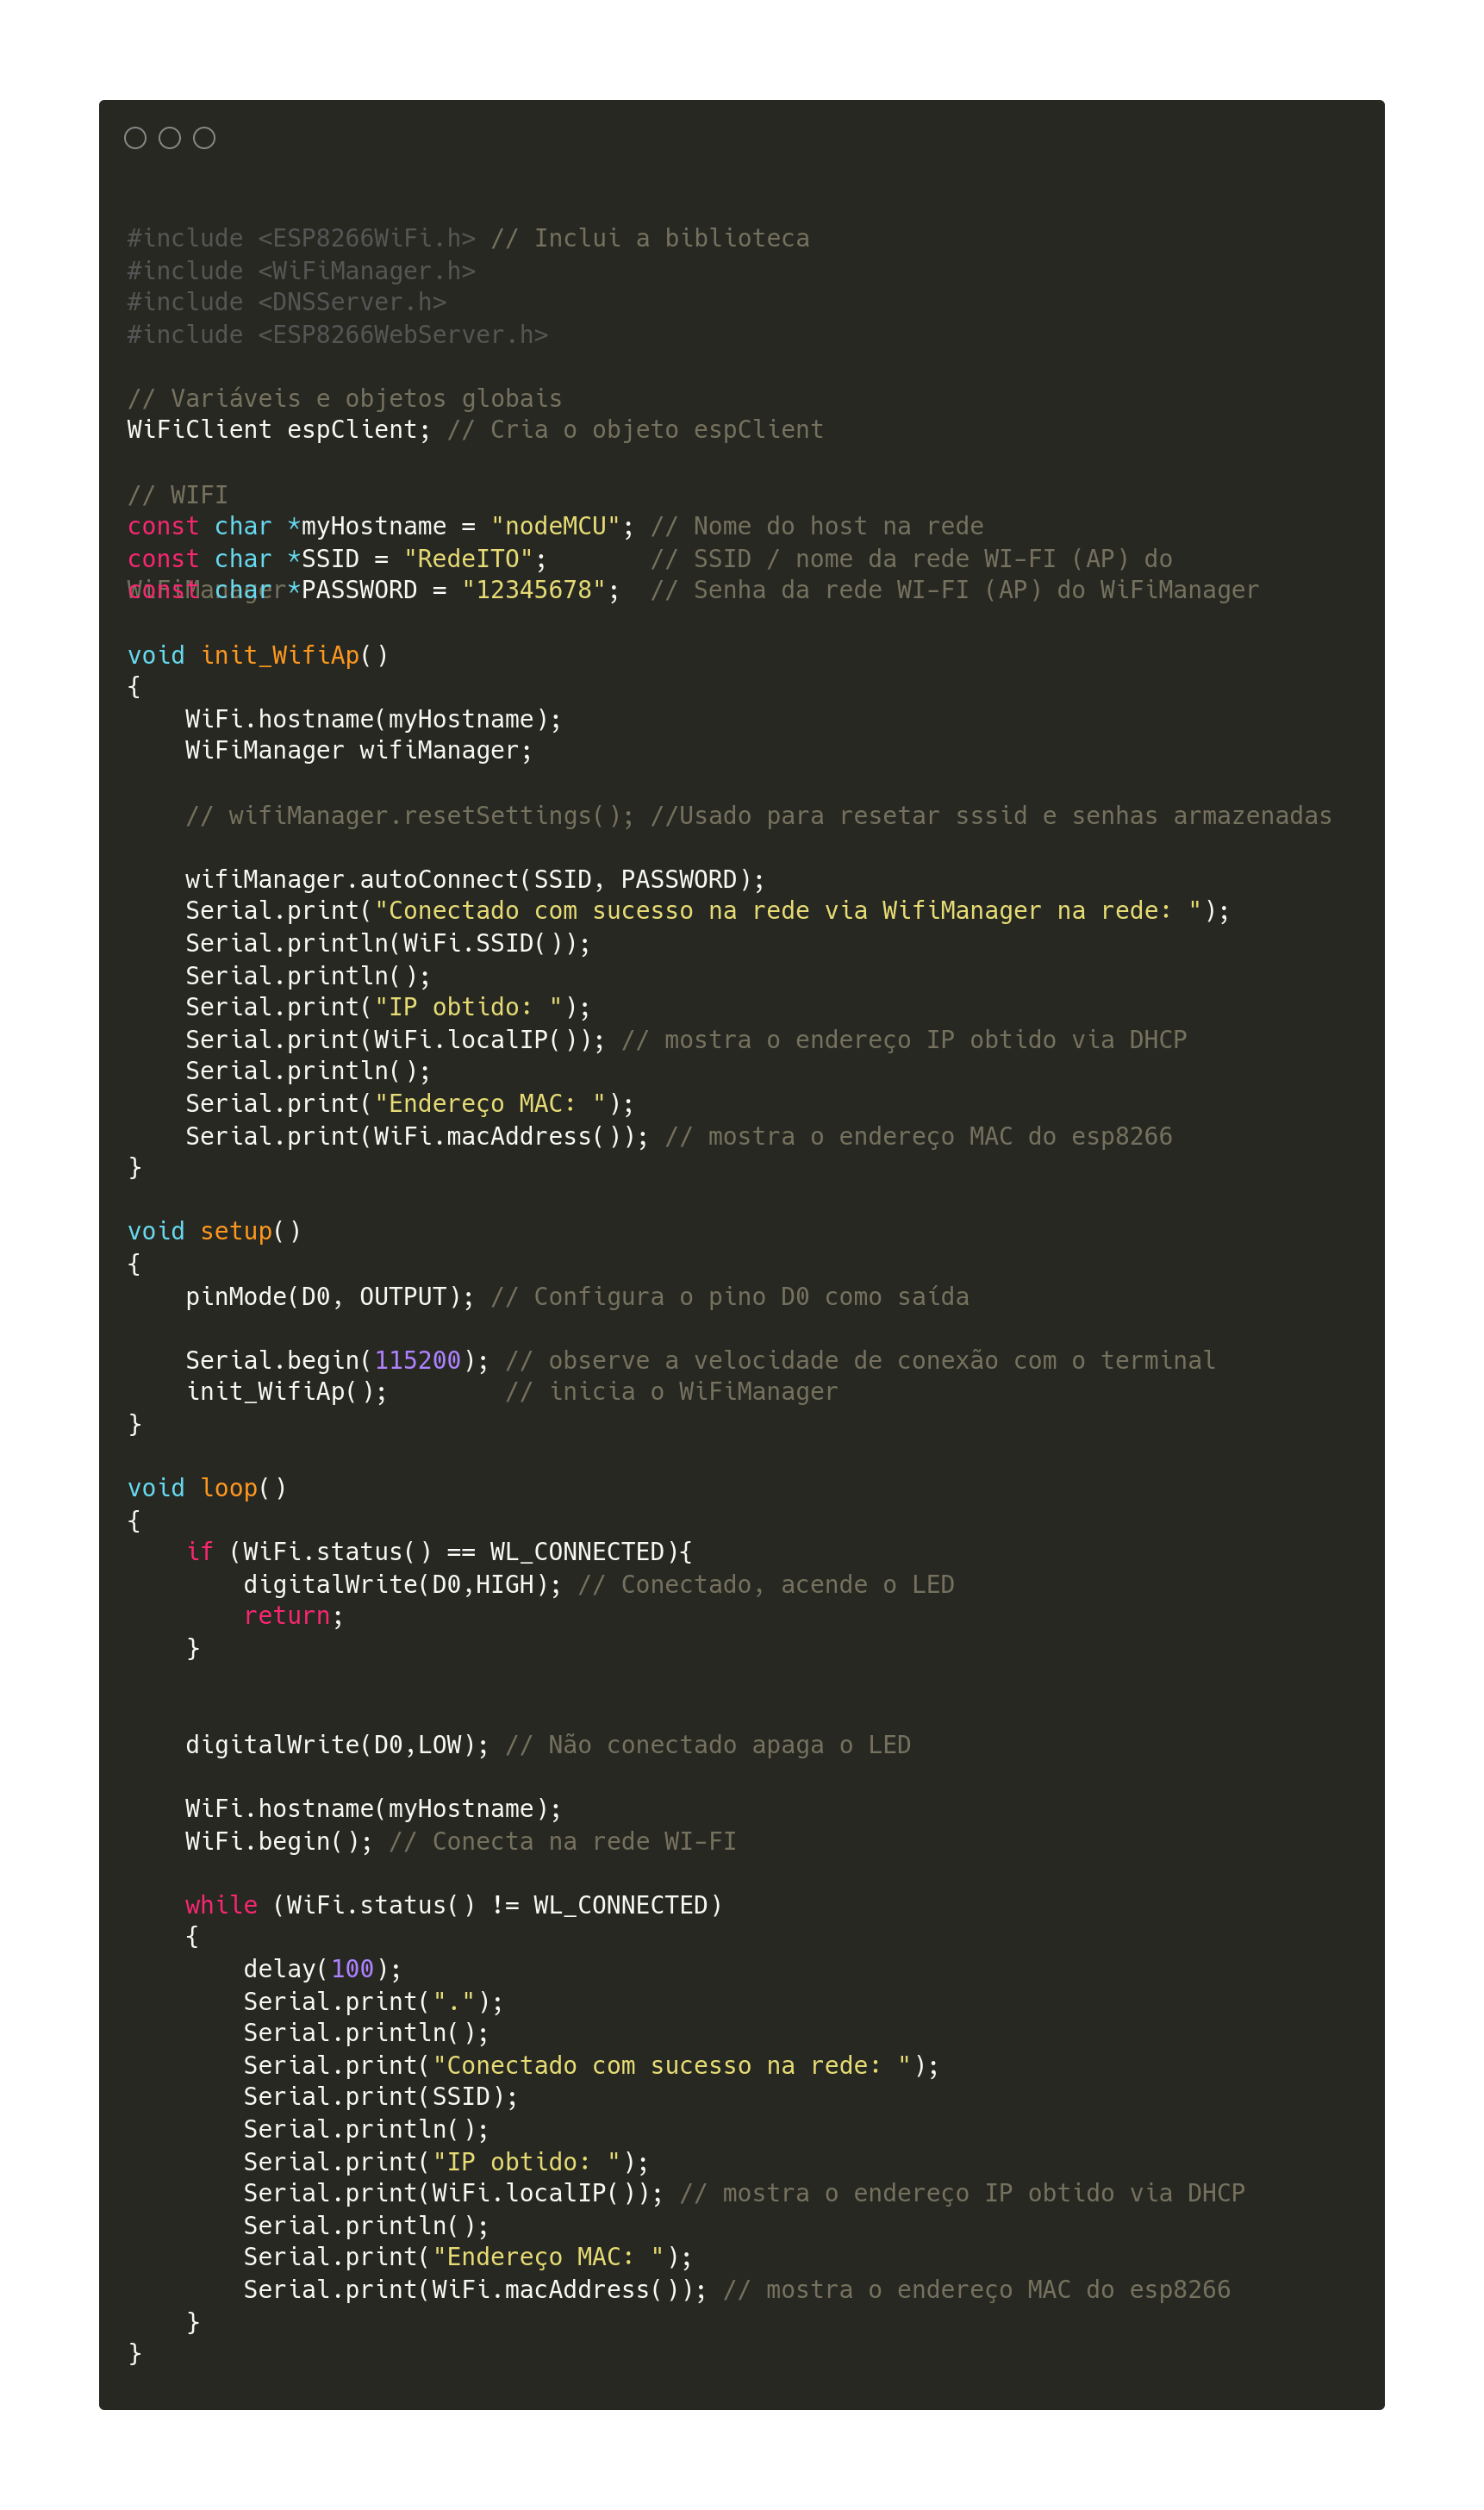 #include <ESP8266WiFi.h> // Inclui a biblioteca
#include <WiFiManager.h>
#include <DNSServer.h>
#include <ESP8266WebServer.h>

// Variáveis e objetos globais
WiFiClient espClient; // Cria o objeto espClient

// WIFI
const char *myHostname = "nodeMCU"; // Nome do host na rede
const char *SSID = "RedeITO";       // SSID / nome da rede WI-FI (AP) do
WiFiManager
const char *PASSWORD = "12345678";  // Senha da rede WI-FI (AP) do WiFiManager

void init_WifiAp()
{
    WiFi.hostname(myHostname);
    WiFiManager wifiManager;

    // wifiManager.resetSettings(); //Usado para resetar sssid e senhas armazenadas

    wifiManager.autoConnect(SSID, PASSWORD);
    Serial.print("Conectado com sucesso na rede via WifiManager na rede: ");
    Serial.println(WiFi.SSID());
    Serial.println();
    Serial.print("IP obtido: ");
    Serial.print(WiFi.localIP()); // mostra o endereço IP obtido via DHCP
    Serial.println();
    Serial.print("Endereço MAC: ");
    Serial.print(WiFi.macAddress()); // mostra o endereço MAC do esp8266
}

void setup()
{
    pinMode(D0, OUTPUT); // Configura o pino D0 como saída

    Serial.begin(115200); // observe a velocidade de conexão com o terminal
    init_WifiAp();        // inicia o WiFiManager
}

void loop()
{
    if (WiFi.status() == WL_CONNECTED){
        digitalWrite(D0,HIGH); // Conectado, acende o LED
        return;
    }


    digitalWrite(D0,LOW); // Não conectado apaga o LED

    WiFi.hostname(myHostname);
    WiFi.begin(); // Conecta na rede WI-FI

    while (WiFi.status() != WL_CONNECTED)
    {
        delay(100);
        Serial.print(".");
        Serial.println();
        Serial.print("Conectado com sucesso na rede: ");
        Serial.print(SSID);
        Serial.println();
        Serial.print("IP obtido: ");
        Serial.print(WiFi.localIP()); // mostra o endereço IP obtido via DHCP
        Serial.println();
        Serial.print("Endereço MAC: ");
        Serial.print(WiFi.macAddress()); // mostra o endereço MAC do esp8266
    }
}